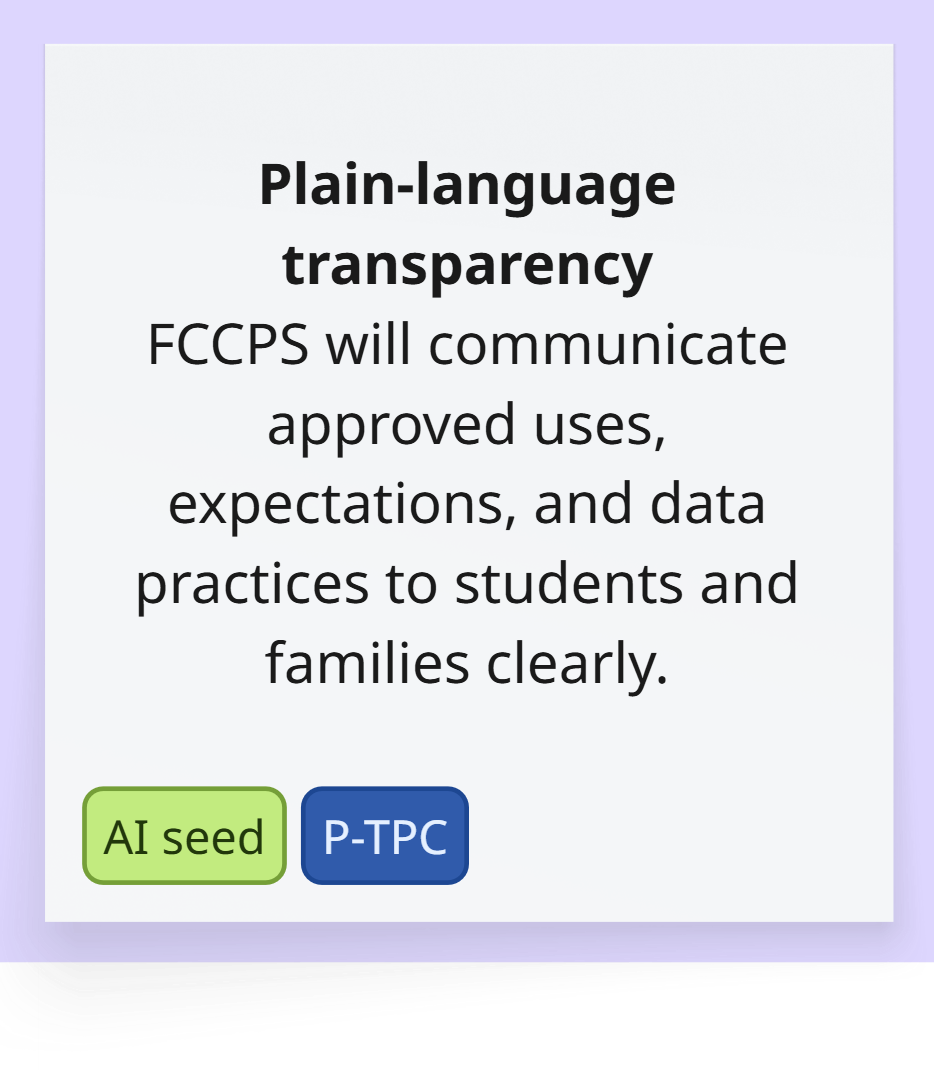 Plain-language
transparency
FCCPS will communicate
approved uses,
expectations, and data
practices to students and
families clearly.
AI seed P-TPC